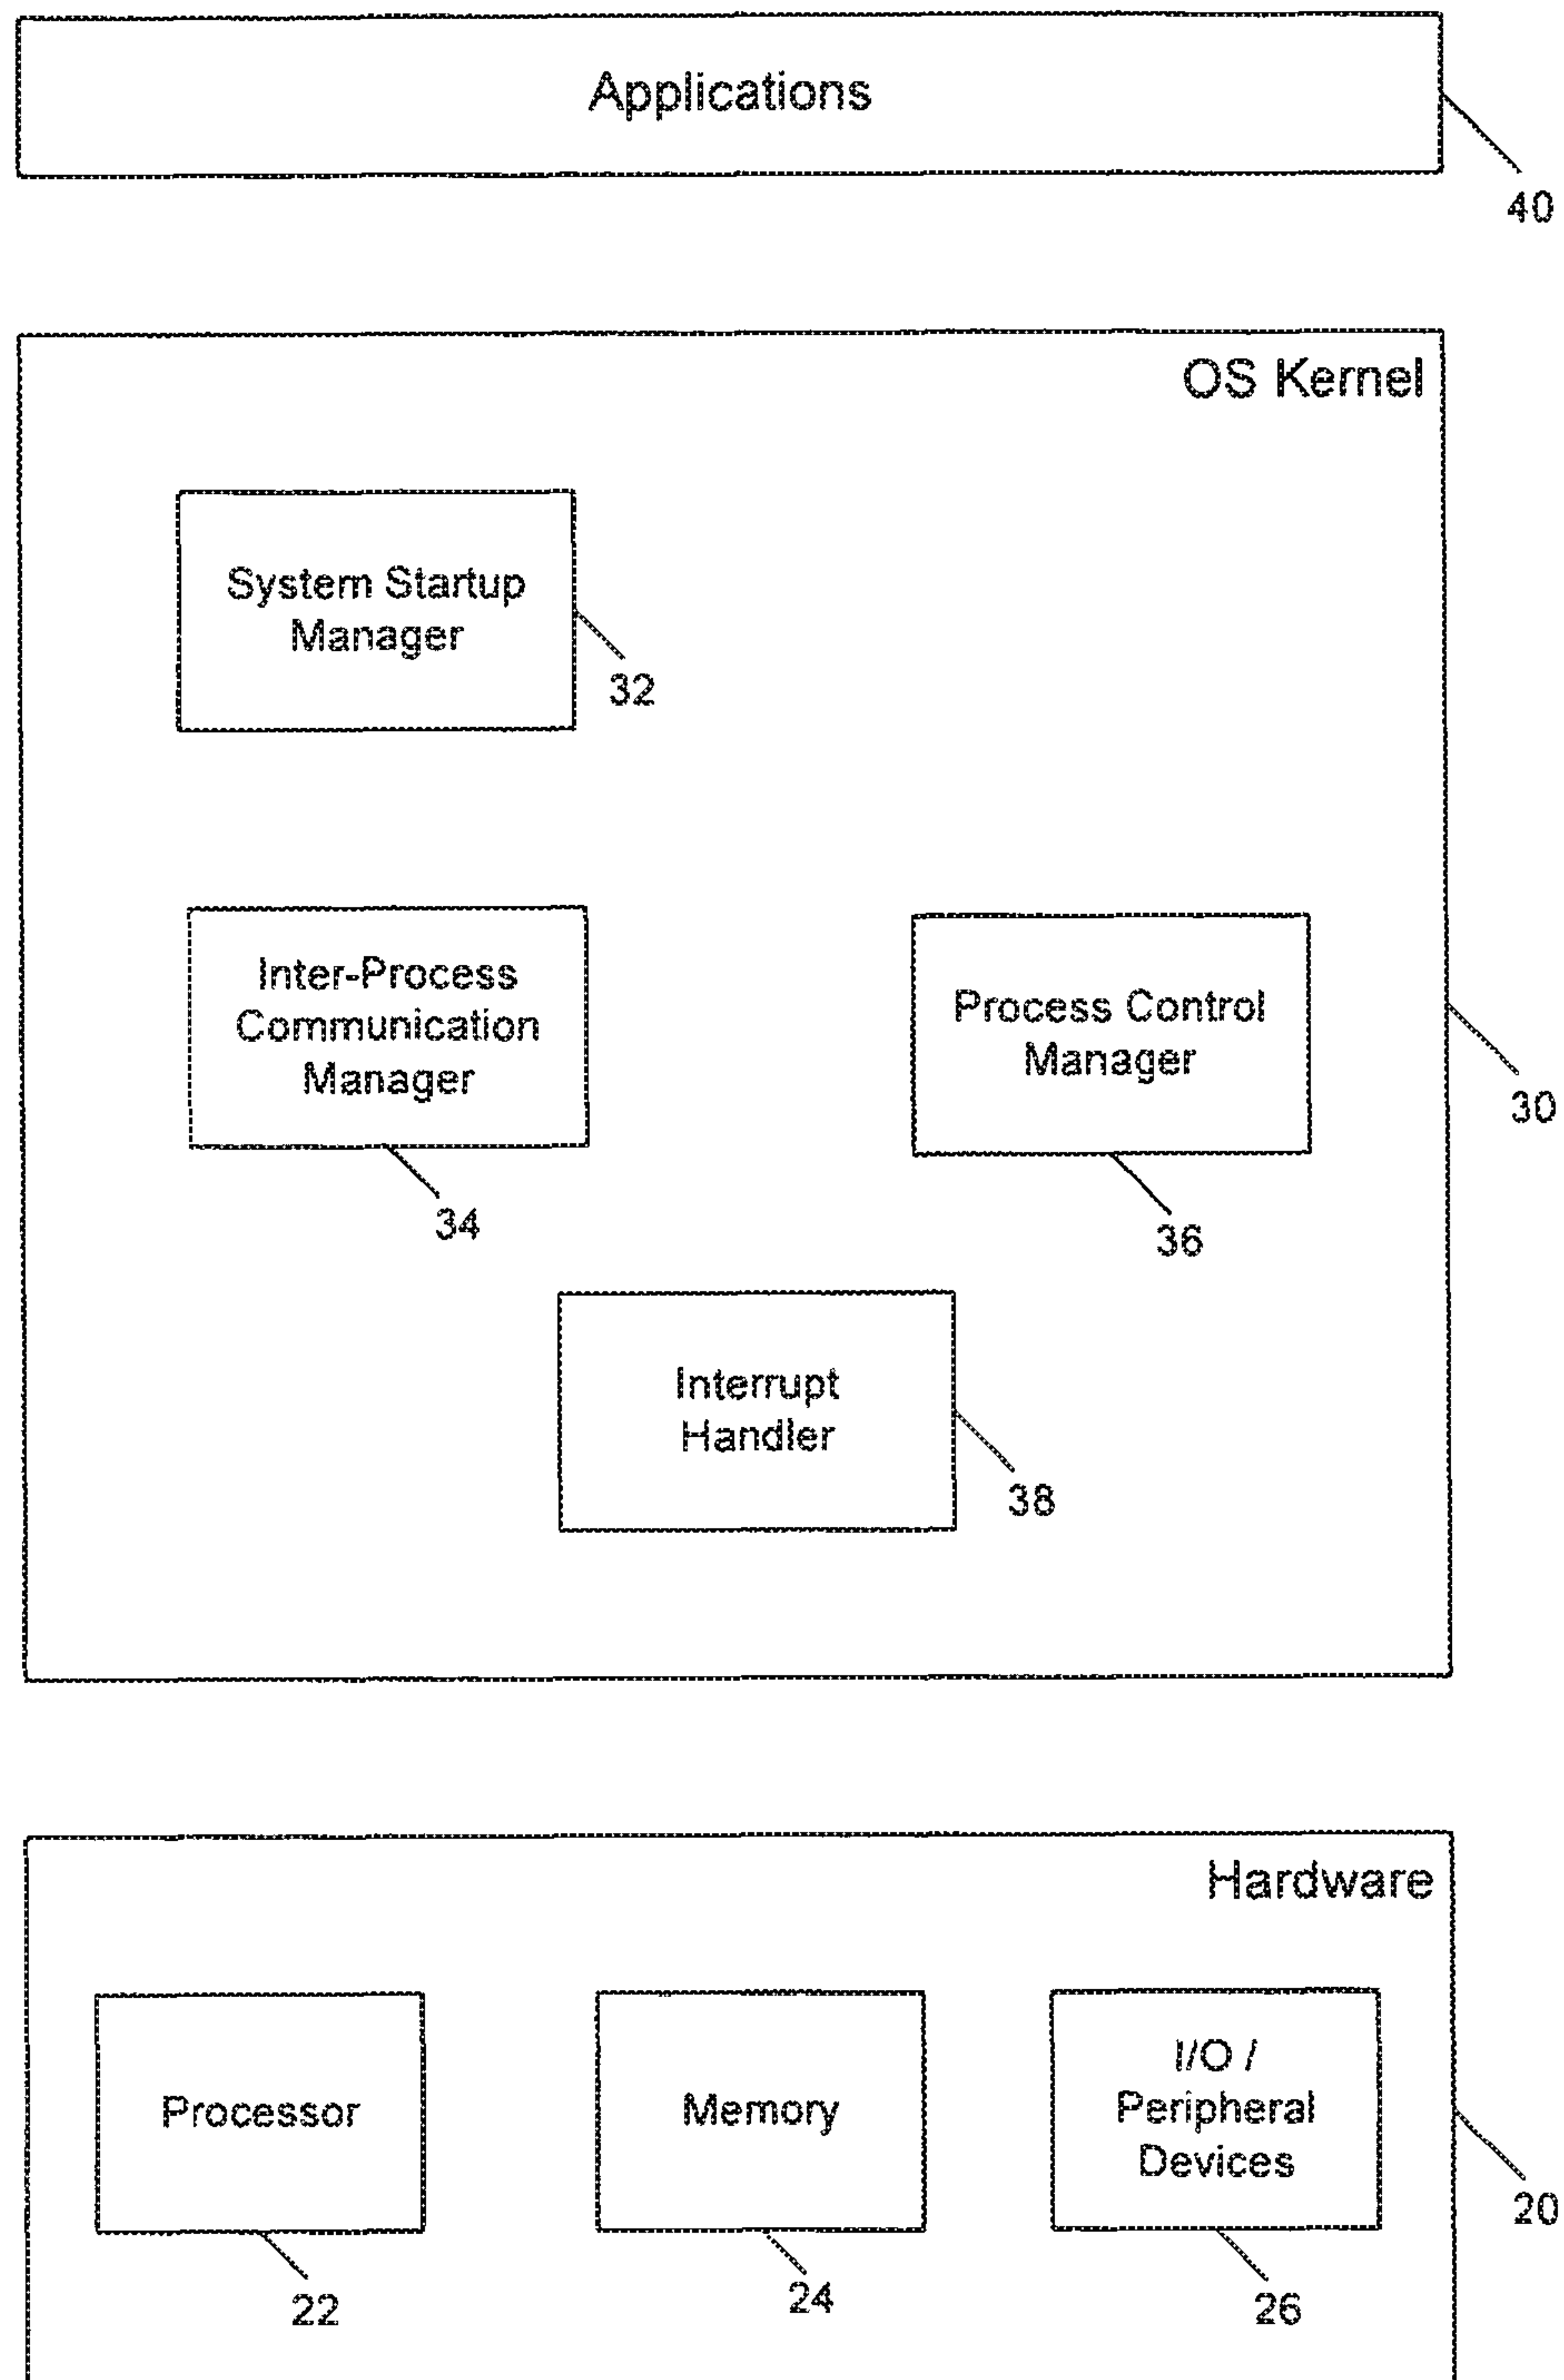 Applications
40
OS Kernel
System Startup
Manager
32
Inter-Process
Communication
Manager
34
Process Control
Manager
36
30
Interrupt
Handler
38
Hardware
Processor
22
Memory
24
I/O /
Peripheral
Devices
26
20